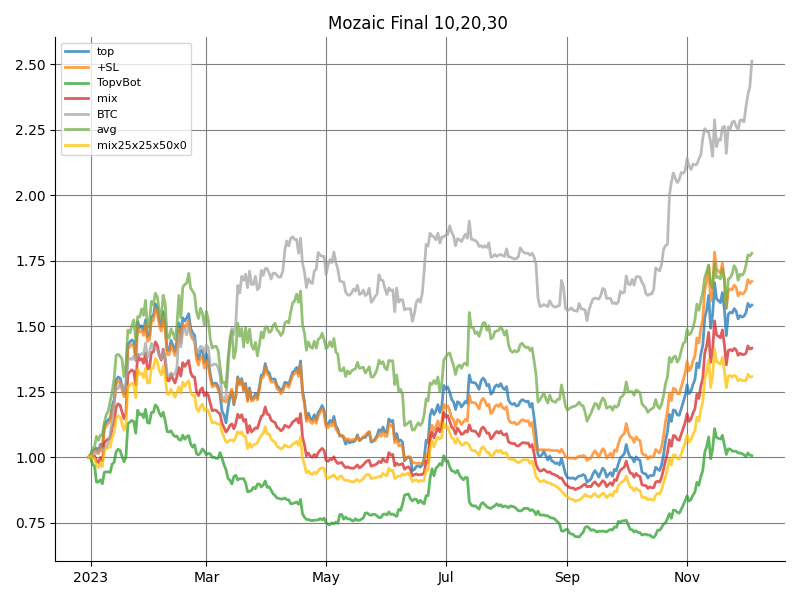 Mozaic Final 10,20,30
top
+SL
TopvBot
mix
BTC
avg
mix25x25x50x0
2.50
2.25
2.00
1.75
1.50
1.25
1.00
0.75
2023 Mar May Jul Sep Nov